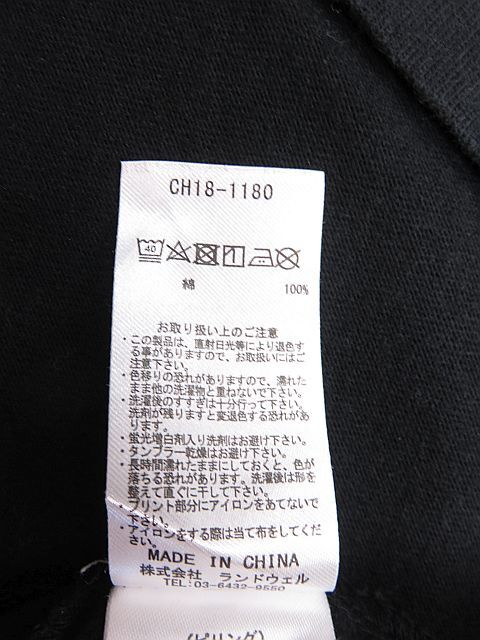 CH18-1180
40
綿 100%
お取り扱い上のご注意
・この製品は、直射日光等により退色す
る事がありますので、お取扱いにはご
注意下さい。
・色移りの恐れがありますので、濡れた
まま他の洗濯物と重ねないで下さい。
・洗濯後のすすぎは十分行って下さい。
洗剤が残りますと変退色する恐れがあ
ります。
・蛍光増白剤入り洗剤はお避け下さい。
・タンブラー乾燥はお避け下さい。
・長時間濡れたままにしておくと、色が
落ちる恐れがあります。洗濯後は形を
整えて直ぐに干して下さい。
・プリント部分にアイロンをあてないで
下さい。
・アイロンをする際は当て布をしてくだ
さい。
MADE IN CHINA
株式会社 ランドウェル
TEL:03-6432-9550
(ピリング)